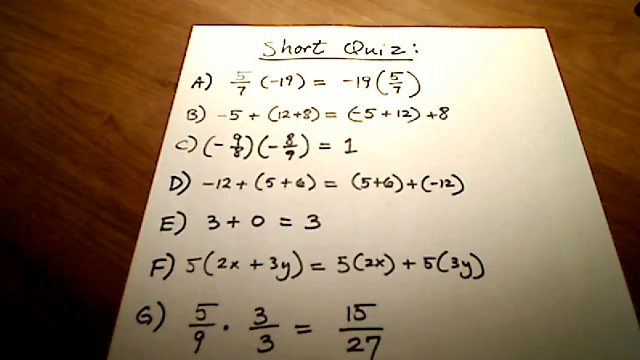 Short Quiz:
A) 5/7 (-19) = -19(5/7)
B) -5 + (12+8) = (-5+12)+8
C) (-9/8)(-8/9) = 1
D) -12 + (5+6) = (5+6)+(-12)
E) 3 + 0 = 3
F) 5(2x + 3y) = 5(2x) + 5(3y)
G) 5/9 · 3/3 = 15/27